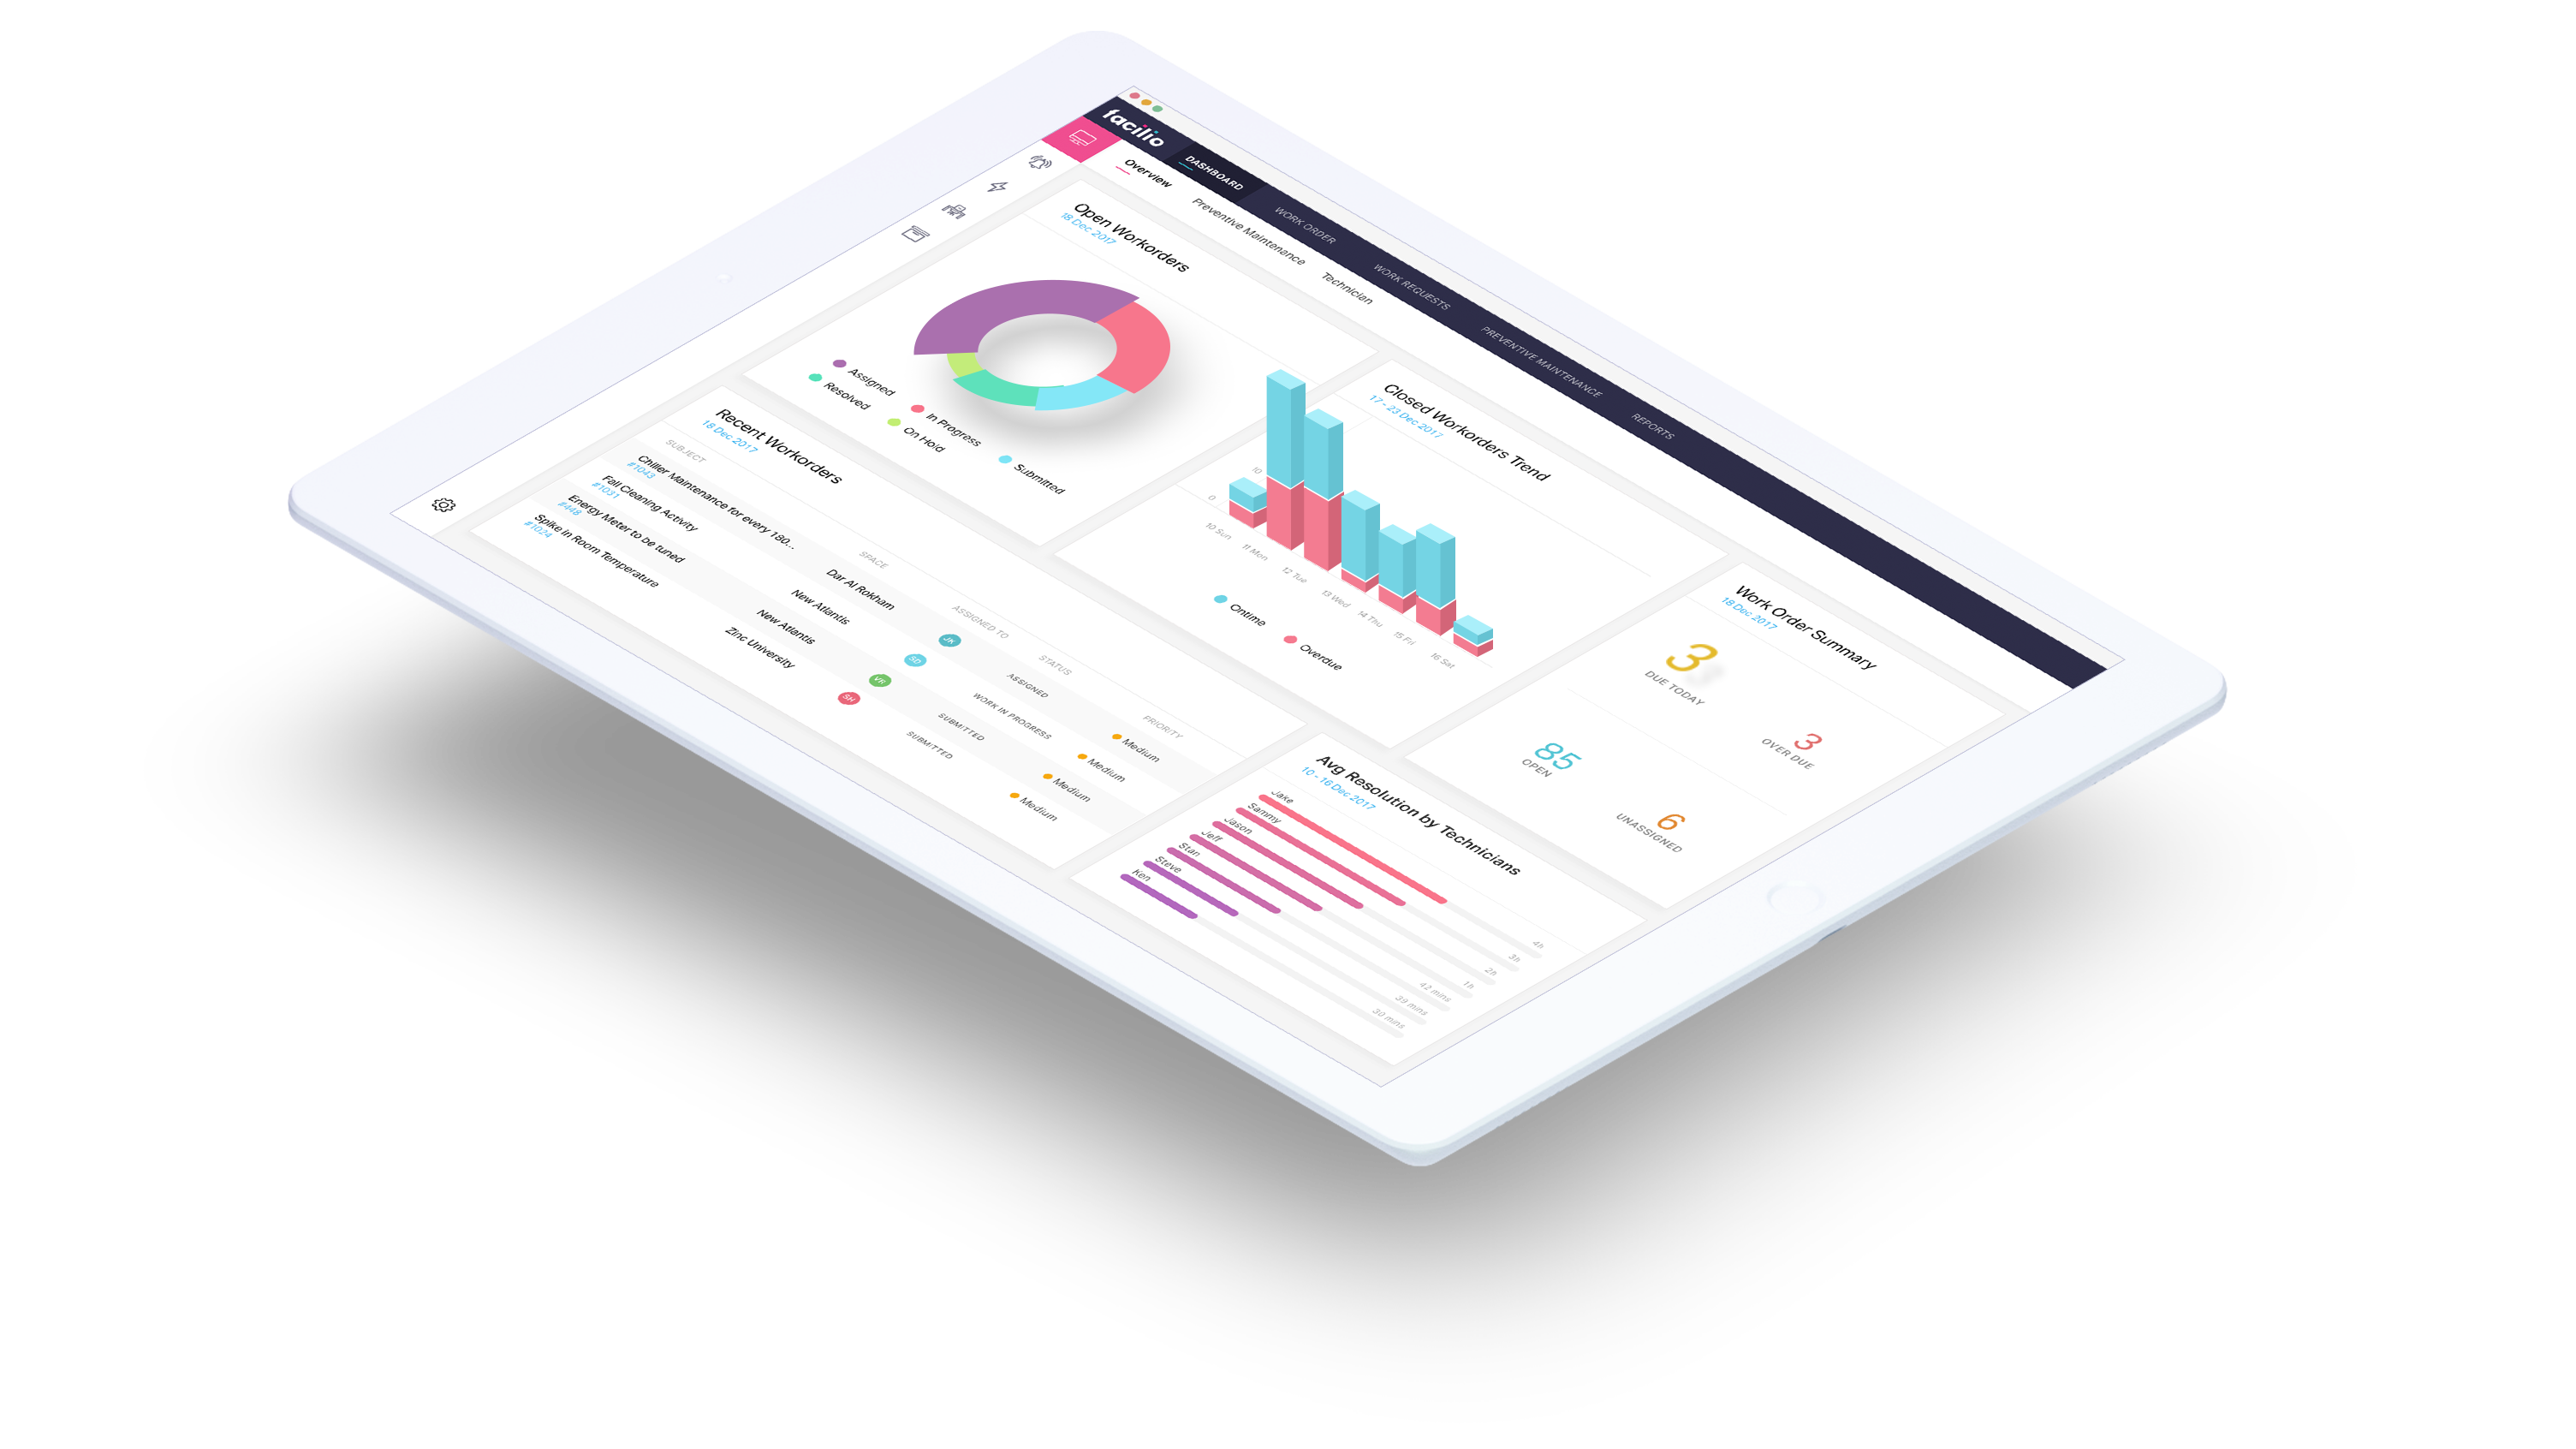 facilio
DASHBOARD
WORK ORDER
WORK REQUESTS
PREVENTIVE MAINTENANCE
REPORTS
Overview
Preventive Maintenance
Technician
Open Workorders
18 Dec 2017
Assigned
In Progress
Submitted
Resolved
On Hold
Closed Workorders Trend
17 - 23 Dec 2017
10
0
10 Sun
11 Mon
12 Tue
13 Wed
14 Thu
15 Fri
16 Sat
Ontime
Overdue
Work Order Summary
18 Dec 2017
3
DUE TODAY
3
OVER DUE
85
OPEN
6
UNASSIGNED
Recent Workorders
18 Dec 2017
SUBJECT
SPACE
ASSIGNED TO
STATUS
PRIORITY
Chiller Maintenance for every 180...
#1043
Dar Al Rokham
JK
ASSIGNED
Medium
Fall Cleaning Activity
#1031
New Atlantis
SD
WORK IN PROGRESS
Medium
Energy Meter to be tuned
#448
New Atlantis
VR
SUBMITTED
Medium
Spike in Room Temperature
#1024
Zinc University
SH
SUBMITTED
Medium
Avg Resolution by Technicians
10 - 16 Dec 2017
Jake
4h
Sammy
3h
Jason
2h
Jeff
1h
Stan
42 mins
Steve
39 mins
Ken
30 mins